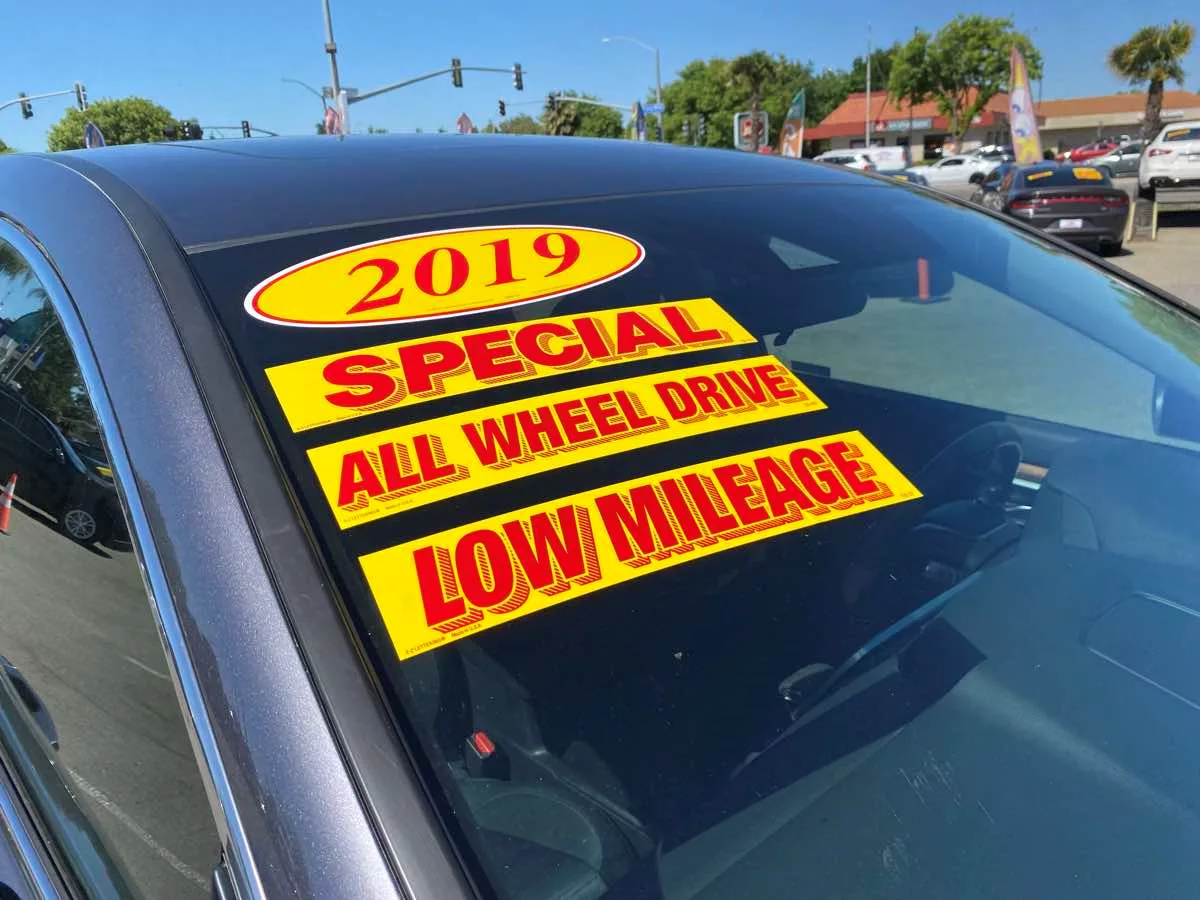 2019
SPECIAL
ALL WHEEL DRIVE
LOW MILEAGE